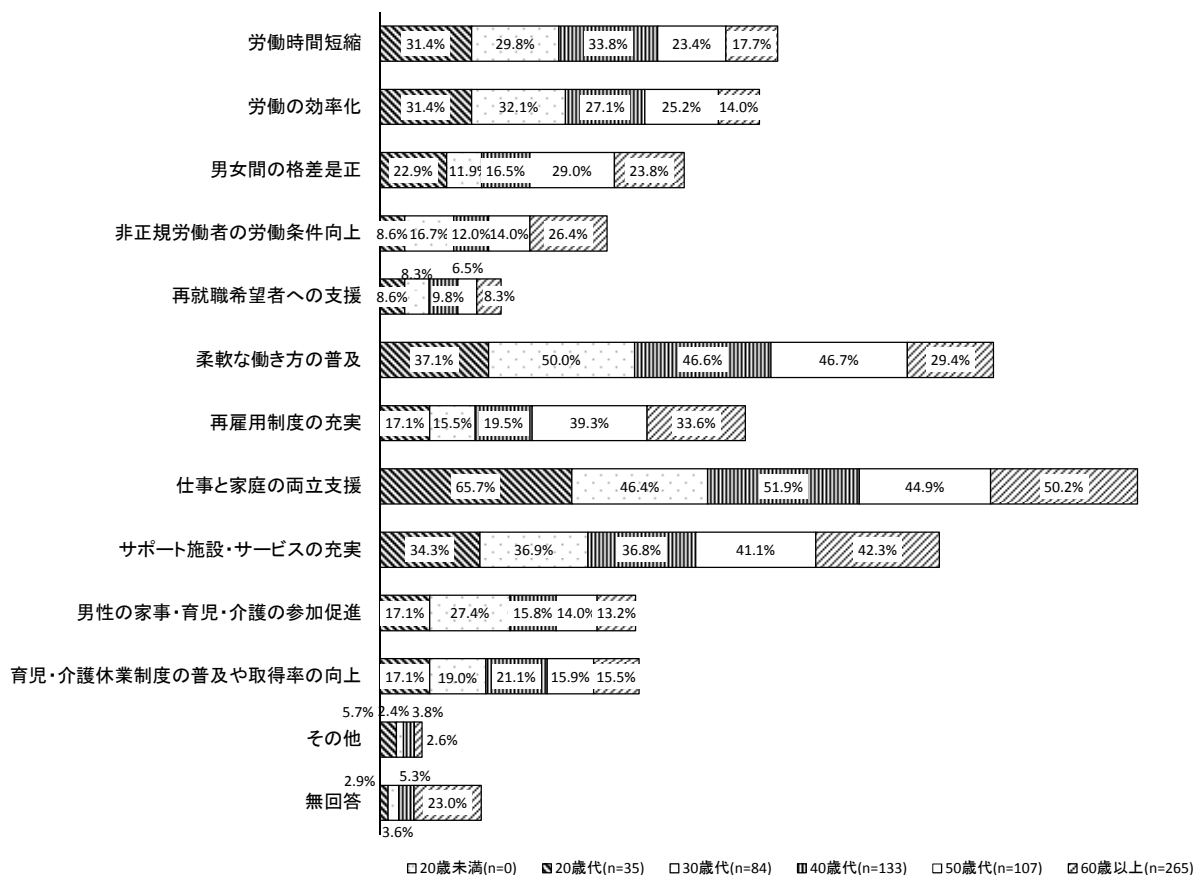 労働時間短縮 31.4% 29.8% 33.8% 23.4% 17.7%
労働の効率化 31.4% 32.1% 27.1% 25.2% 14.0%
男女間の格差是正 22.9% 11.9% 16.5% 29.0% 23.8%
非正規労働者の労働条件向上 8.6% 16.7% 12.0% 14.0% 26.4%
再就職希望者への支援 8.6% 8.3% 9.8% 6.5% 8.3%
柔軟な働き方の普及 37.1% 50.0% 46.6% 46.7% 29.4%
再雇用制度の充実 17.1% 15.5% 19.5% 39.3% 33.6%
仕事と家庭の両立支援 65.7% 46.4% 51.9% 44.9% 50.2%
サポート施設・サービスの充実 34.3% 36.9% 36.8% 41.1% 42.3%
男性の家事・育児・介護の参加促進 17.1% 27.4% 15.8% 14.0% 13.2%
育児・介護休業制度の普及や取得率の向上 17.1% 19.0% 21.1% 15.9% 15.5%
その他 5.7% 2.4% 3.8% 2.6%
無回答 2.9% 3.6% 5.3% 23.0%
20歳未満(n=0) 20歳代(n=35) 30歳代(n=84) 40歳代(n=133) 50歳代(n=107) 60歳以上(n=265)